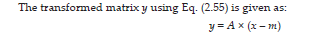 The transformed matrix y using Eq. (2.55) is given as:
y = A × (x – m)